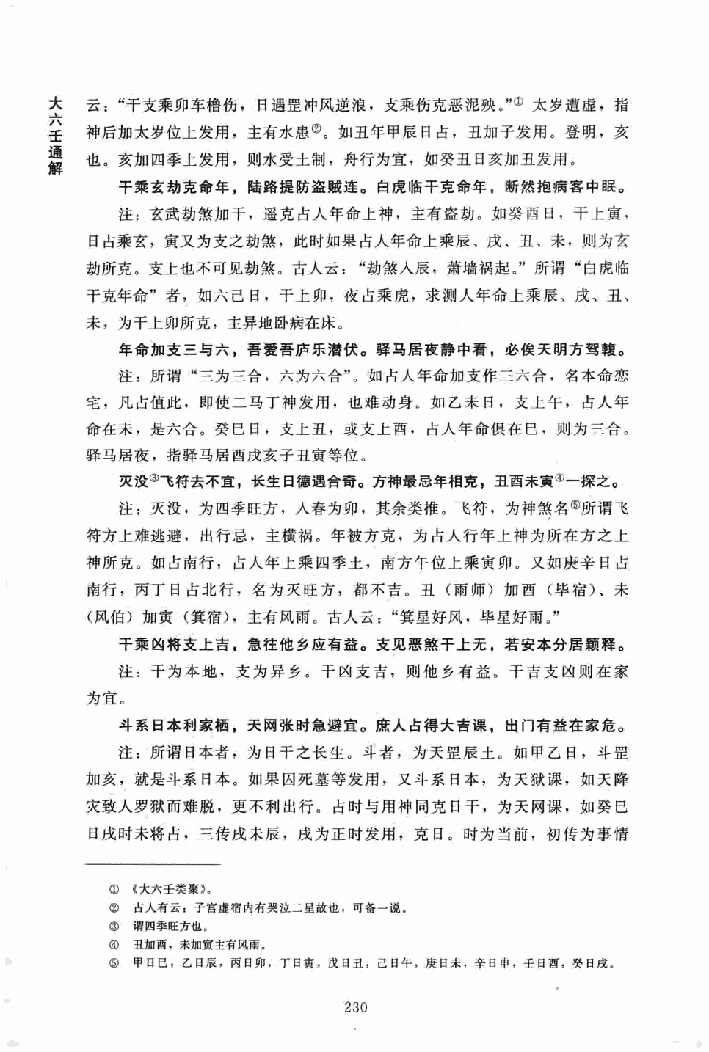 大六壬通解
云：“干支乘卯车橹伤，日遇罡冲风逆浪，支乘伤克恶泥殃。”① 太岁遭虚，指
神后加太岁位上发用，主有水患②。如丑年甲辰日占，丑加子发用。登明，亥
也。亥加四季上发用，则水受土制，舟行为宜，如癸丑日亥加丑发用。
干乘玄劫克命年，陆路提防盗贼连。白虎临干克命年，断然抱病客中眠。
注：玄武劫煞加干，遥克占人年命上神，主有盗劫。如癸酉日，干上寅，
日占乘玄，寅又为支之劫煞，此时如果占人年命上乘辰、戌、丑、未，则为玄
劫所克。支上也不可见劫煞。古人云：“劫煞入辰，萧墙祸起。”所谓“白虎临
干克年命”者，如六己日，干上卯，夜占乘虎，求测人年命上乘辰、戌、丑、
未，为干上卯所克，主异地卧病在床。
年命加支三与六，吾爱吾庐乐潜伏。驿马居夜静中看，必俟天明方驾輹。
注：所谓“三为三合，六为六合”。如占人年命加支作三六合，名本命恋
宅，凡占值此，即使二马丁神发用，也难动身。如乙未日，支上午，占人年
命在未，是六合。癸巳日，支上丑，或支上酉，占人年命俱在巳，则为三合。
驿马居夜，指驿马居酉戌亥子丑寅等位。
灭没③飞符去不宜，长生日德遇合奇。方神最忌年相克，丑酉未寅④一探之。
注：灭没，为四季旺方，人春为卯，其余类推。飞符，为神煞名⑤所谓飞
符方上难逃避，出行忌，主横祸。年被方克，为占人行年上神为所在方之上
神所克。如占南行，占人年上乘四季土，南方午位上乘寅卯。又如庚辛日占
南行，丙丁日占北行，名为灭旺方，都不吉。丑（雨师）加酉（毕宿）、未
（风伯）加寅（箕宿），主有风雨。古人云：“箕星好风，毕星好雨。”
干乘凶将支上吉，急往他乡应有益。支见恶煞干上无，若安本分居颐释。
注：干为本地，支为异乡。干凶支吉，则他乡有益。干吉支凶则在家
为宜。
斗系日本利家栖，天网张时急避宜。庶人占得大吉课，出门有益在家危。
注：所谓日本者，为日干之长生。斗者，为天罡辰土。如甲乙日，斗罡
加亥，就是斗系日本。如果囚死墓等发用，又斗系日本，为天狱课，如天降
灾致人罗狱而难脱，更不利出行。占时与用神同克日干，为天网课，如癸巳
日戌时未将占，三传戌未辰，戌为正时发用，克日。时为当前，初传为事情
① 《大六壬类聚》。
② 古人有云：子宫虚宿内有哭泣二星故也，可备一说。
③ 谓四季旺方也。
④ 丑加酉，未加寅主有风雨。
⑤ 甲日巳，乙日辰，丙日卯，丁日寅，戊日丑，己日午，庚日未，辛日申，壬日酉，癸日戌。
230